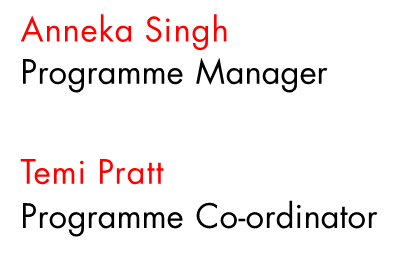 Anneka Singh
Programme Manager
Temi Pratt
Programme Co-ordinator